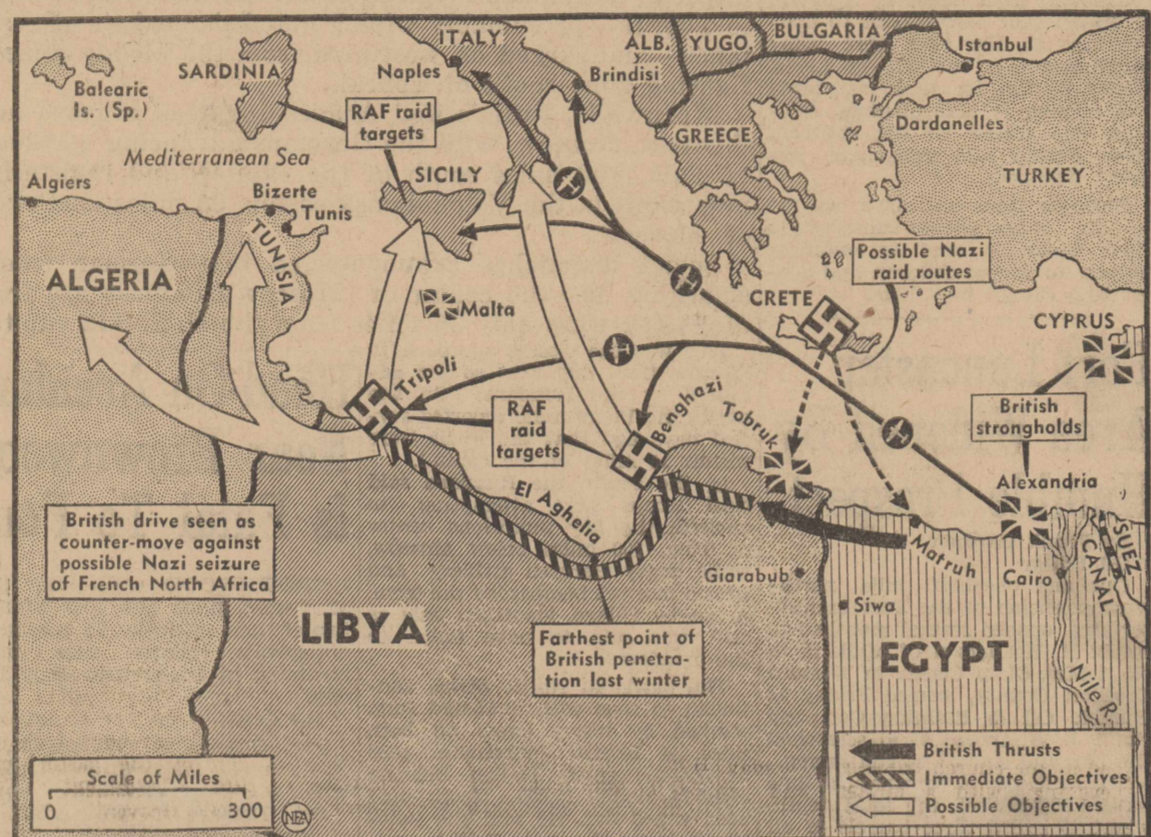 ITALY
ALB.
YUGO.
BULGARIA
Istanbul
Naples
Brindisi
SARDINIA
Balearic
Is. (Sp.)
RAF raid
targets
GREECE
Dardanelles
TURKEY
Mediterranean Sea
Algiers
Bizerte
Tunis
SICILY
TUNISIA
ALGERIA
Possible Nazi
raid routes
CRETE
Malta
CYPRUS
Tripoli
RAF
raid
targets
Benghazi
Tobruk
British
strongholds
Alexandria
El Aghelia
British drive seen as
counter-move against
possible Nazi seizure
of French North Africa
Matruh
SUEZ
CANAL
Giarabub
Cairo
Siwa
LIBYA
Farthest point of
British penetra-
tion last winter
EGYPT
Nile R.
British Thrusts
Immediate Objectives
Possible Objectives
Scale of Miles
0 300
NEA